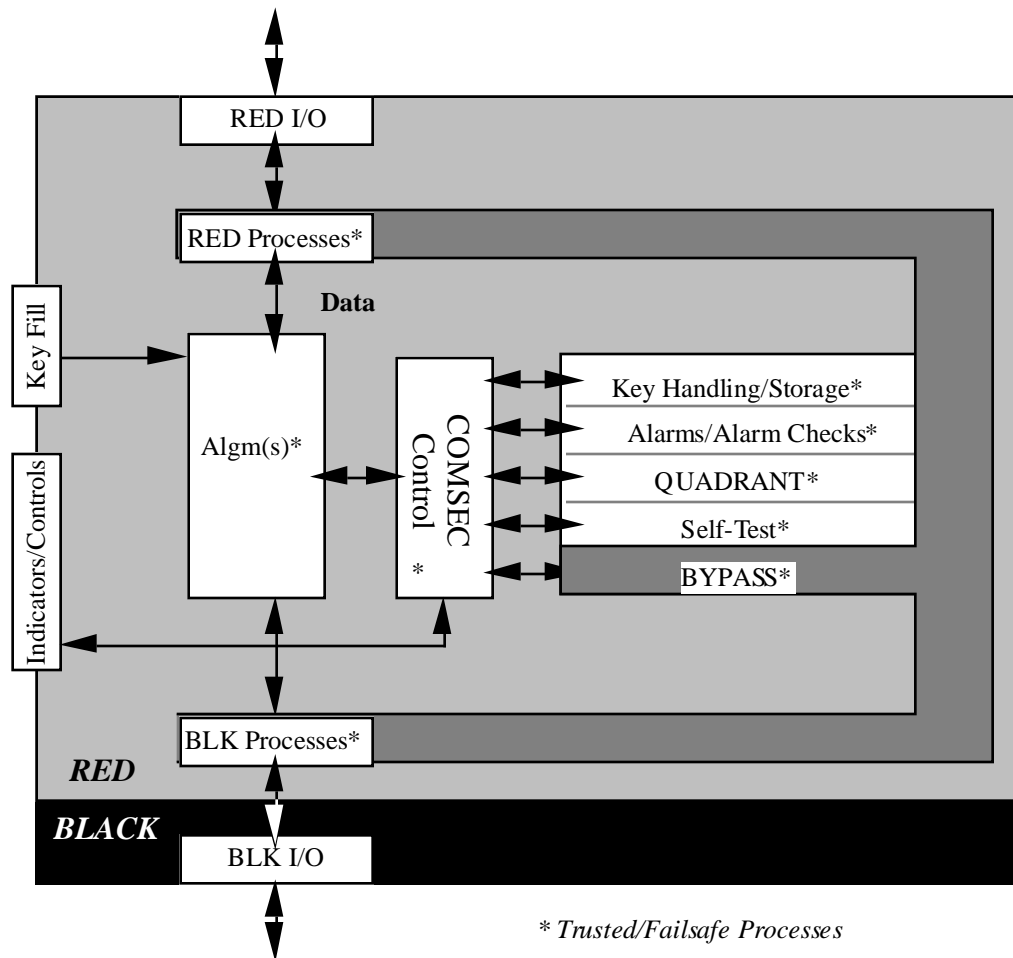 RED I/O
RED Processes*
Data
Key Fill
Algm(s)*
COMSEC
Control
*
Key Handling/Storage*
Alarms/Alarm Checks*
QUADRANT*
Self-Test*
BYPASS*
Indicators/Controls
BLK Processes*
RED
BLACK
BLK I/O
* Trusted/Failsafe Processes